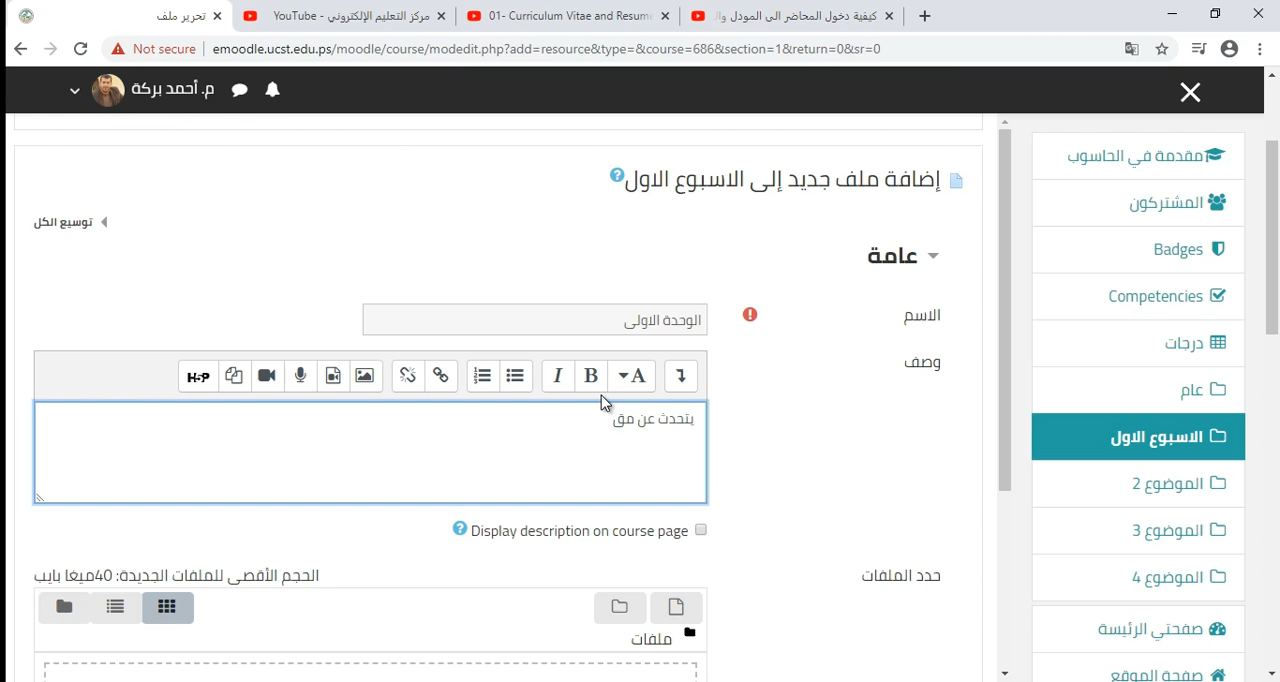 تحرير ملف
YouTube - مركز التعليم الإلكتروني
01- Curriculum Vitae and Resume
كيفية دخول المحاضر الى المودل وال
Not secure
emoodle.ucst.edu.ps/moodle/course/modedit.php?add=resource&type=&course=686&section=1&return=0&sr=0
م. أحمد بركة
إضافة ملف جديد إلى الاسبوع الاول
توسيع الكل
عامة
الاسم
الوحدة الاولى
وصف
A B I
H-P
يتحدث عن مق
Display description on course page
حدد الملفات
الحجم الأقصى للملفات الجديدة: 40ميغا بايب
ملفات
مقدمة في الحاسوب
المشتركون
Badges
Competencies
درجات
عام
الاسبوع الاول
الموضوع 2
الموضوع 3
الموضوع 4
صفحتي الرئيسة
صفحة الموقع